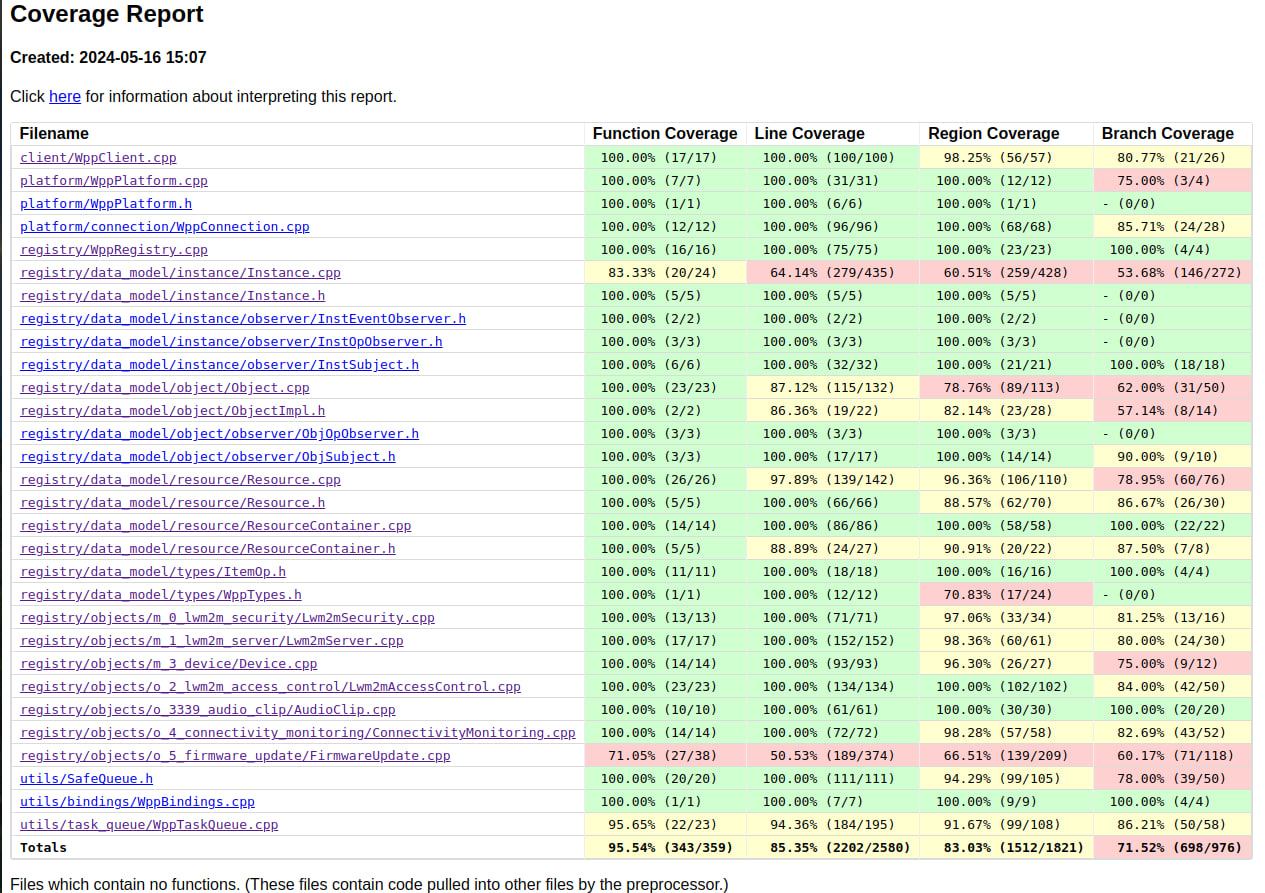 Coverage Report
Created: 2024-05-16 15:07
Click here for information about interpreting this report.
Filename Function Coverage Line Coverage Region Coverage Branch Coverage
client/WppClient.cpp 100.00% (17/17) 100.00% (100/100) 98.25% (56/57) 80.77% (21/26)
platform/WppPlatform.cpp 100.00% (7/7) 100.00% (31/31) 100.00% (12/12) 75.00% (3/4)
platform/WppPlatform.h 100.00% (1/1) 100.00% (6/6) 100.00% (1/1) - (0/0)
platform/connection/WppConnection.cpp 100.00% (12/12) 100.00% (96/96) 100.00% (68/68) 85.71% (24/28)
registry/WppRegistry.cpp 100.00% (16/16) 100.00% (75/75) 100.00% (23/23) 100.00% (4/4)
registry/data_model/instance/Instance.cpp 83.33% (20/24) 64.14% (279/435) 60.51% (259/428) 53.68% (146/272)
registry/data_model/instance/Instance.h 100.00% (5/5) 100.00% (5/5) 100.00% (5/5) - (0/0)
registry/data_model/instance/observer/InstEventObserver.h 100.00% (2/2) 100.00% (2/2) 100.00% (2/2) - (0/0)
registry/data_model/instance/observer/InstOpObserver.h 100.00% (3/3) 100.00% (3/3) 100.00% (3/3) - (0/0)
registry/data_model/instance/observer/InstSubject.h 100.00% (6/6) 100.00% (32/32) 100.00% (21/21) 100.00% (18/18)
registry/data_model/object/Object.cpp 100.00% (23/23) 87.12% (115/132) 78.76% (89/113) 62.00% (31/50)
registry/data_model/object/ObjectImpl.h 100.00% (2/2) 86.36% (19/22) 82.14% (23/28) 57.14% (8/14)
registry/data_model/object/observer/ObjOpObserver.h 100.00% (3/3) 100.00% (3/3) 100.00% (3/3) - (0/0)
registry/data_model/object/observer/ObjSubject.h 100.00% (3/3) 100.00% (17/17) 100.00% (14/14) 90.00% (9/10)
registry/data_model/resource/Resource.cpp 100.00% (26/26) 97.89% (139/142) 96.36% (106/110) 78.95% (60/76)
registry/data_model/resource/Resource.h 100.00% (5/5) 100.00% (66/66) 88.57% (62/70) 86.67% (26/30)
registry/data_model/resource/ResourceContainer.cpp 100.00% (14/14) 100.00% (86/86) 100.00% (58/58) 100.00% (22/22)
registry/data_model/resource/ResourceContainer.h 100.00% (5/5) 88.89% (24/27) 90.91% (20/22) 87.50% (7/8)
registry/data_model/types/ItemOp.h 100.00% (11/11) 100.00% (18/18) 100.00% (16/16) 100.00% (4/4)
registry/data_model/types/WppTypes.h 100.00% (1/1) 100.00% (12/12) 70.83% (17/24) - (0/0)
registry/objects/m_0_lwm2m_security/Lwm2mSecurity.cpp 100.00% (13/13) 100.00% (71/71) 97.06% (33/34) 81.25% (13/16)
registry/objects/m_1_lwm2m_server/Lwm2mServer.cpp 100.00% (17/17) 100.00% (152/152) 98.36% (60/61) 80.00% (24/30)
registry/objects/m_3_device/Device.cpp 100.00% (14/14) 100.00% (93/93) 96.30% (26/27) 75.00% (9/12)
registry/objects/o_2_lwm2m_access_control/Lwm2mAccessControl.cpp 100.00% (23/23) 100.00% (134/134) 100.00% (102/102) 84.00% (42/50)
registry/objects/o_3339_audio_clip/AudioClip.cpp 100.00% (10/10) 100.00% (61/61) 100.00% (30/30) 100.00% (20/20)
registry/objects/o_4_connectivity_monitoring/ConnectivityMonitoring.cpp 100.00% (14/14) 100.00% (72/72) 98.28% (57/58) 82.69% (43/52)
registry/objects/o_5_firmware_update/FirmwareUpdate.cpp 71.05% (27/38) 50.53% (189/374) 66.51% (139/209) 60.17% (71/118)
utils/SafeQueue.h 100.00% (20/20) 100.00% (111/111) 94.29% (99/105) 78.00% (39/50)
utils/bindings/WppBindings.cpp 100.00% (1/1) 100.00% (7/7) 100.00% (9/9) 100.00% (4/4)
utils/task_queue/WppTaskQueue.cpp 95.65% (22/23) 94.36% (184/195) 91.67% (99/108) 86.21% (50/58)
Totals 95.54% (343/359) 85.35% (2202/2580) 83.03% (1512/1821) 71.52% (698/976)
Files which contain no functions. (These files contain code pulled into other files by the preprocessor.)